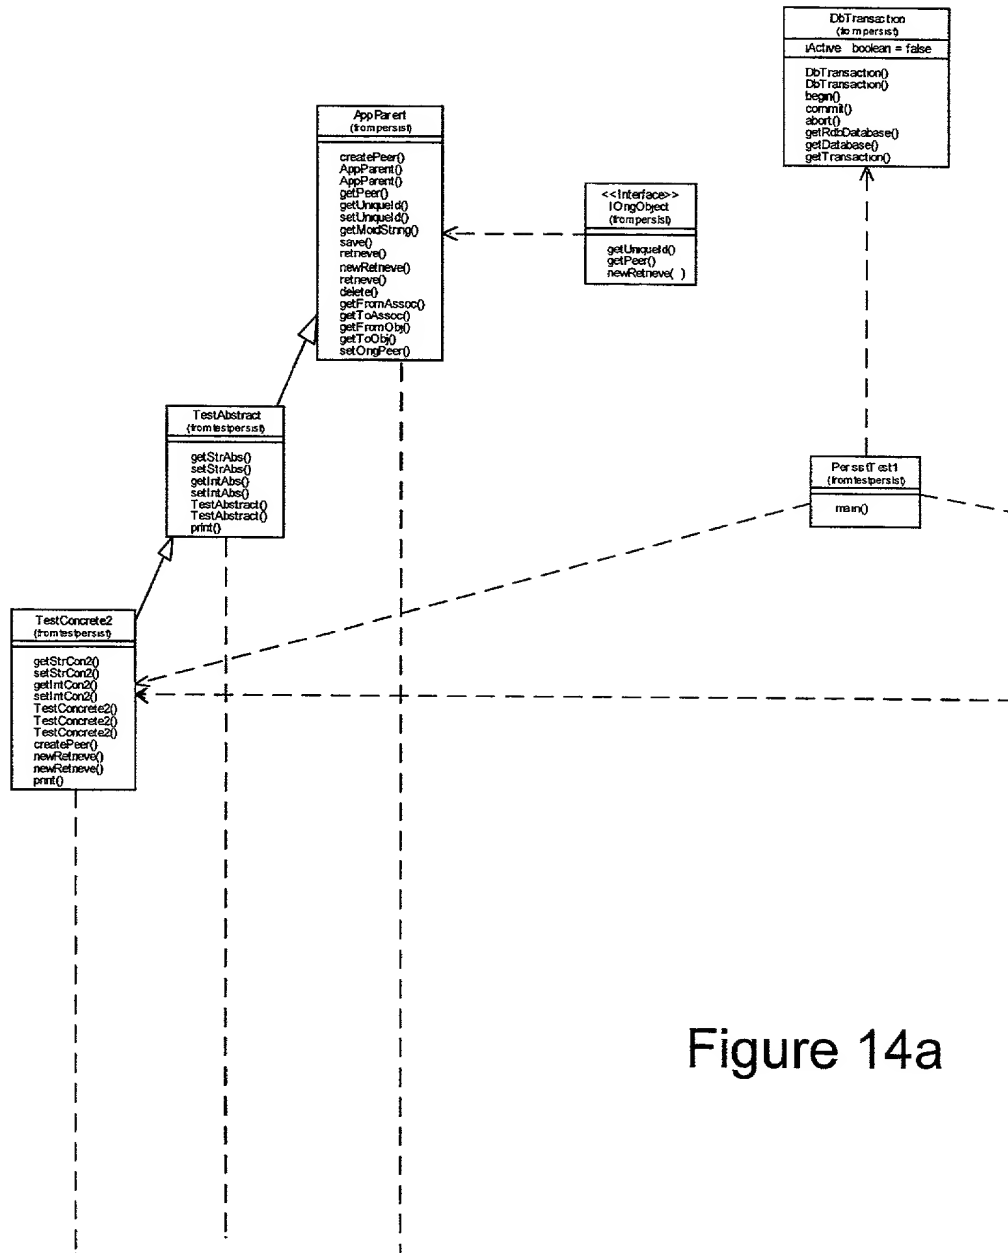 DbTransaction
(from persist)
iActive boolean = false
DbTransaction()
DbTransaction()
begin()
commit()
abort()
getRdbDatabase()
getDatabase()
getTransaction()
AppParent
(from persist)
createPeer()
AppParent()
AppParent()
getPeer()
getUniqueId()
setUniqueId()
getMoidString()
save()
retrieve()
newRetrieve()
retrieve()
delete()
getFromAssoc()
getToAssoc()
getFromObj()
getToObj()
setOngPeer()
<<Interface>>
IOngObject
(from persist)
getUniqueId()
getPeer()
newRetrieve( )
TestAbstract
(from testpersist)
getStrAbs()
setStrAbs()
getIntAbs()
setIntAbs()
TestAbstract()
TestAbstract()
print()
PersistTest1
(from testpersist)
main()
TestConcrete2
(from testpersist)
getStrCon2()
setStrCon2()
getIntCon2()
setIntCon2()
TestConcrete2()
TestConcrete2()
TestConcrete2()
createPeer()
newRetrieve()
newRetrieve()
print()
Figure 14a